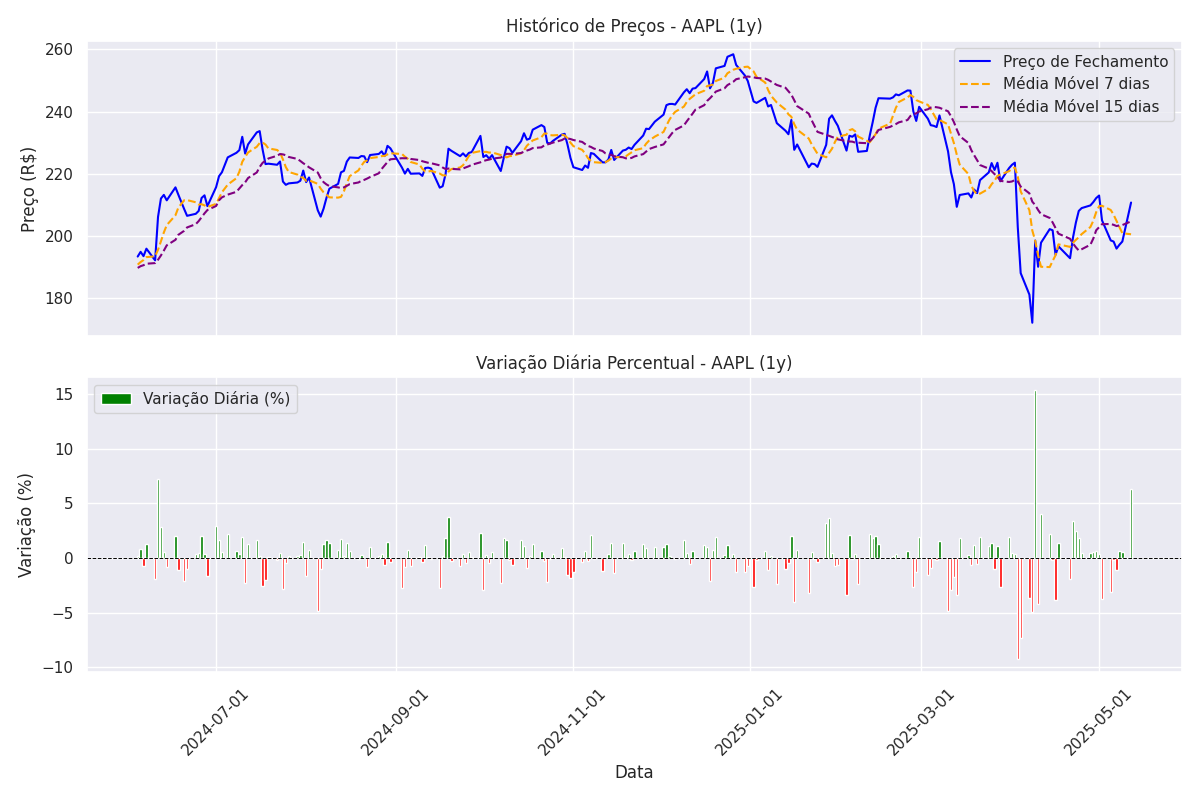 Histórico de Preços - AAPL (1y)
Preço (R$)
260
240
220
200
180
Preço de Fechamento
Média Móvel 7 dias
Média Móvel 15 dias
Variação Diária Percentual - AAPL (1y)
Variação (%)
15
10
5
0
−5
−10
Variação Diária (%)
2024-07-01
2024-09-01
2024-11-01
2025-01-01
2025-03-01
2025-05-01
Data